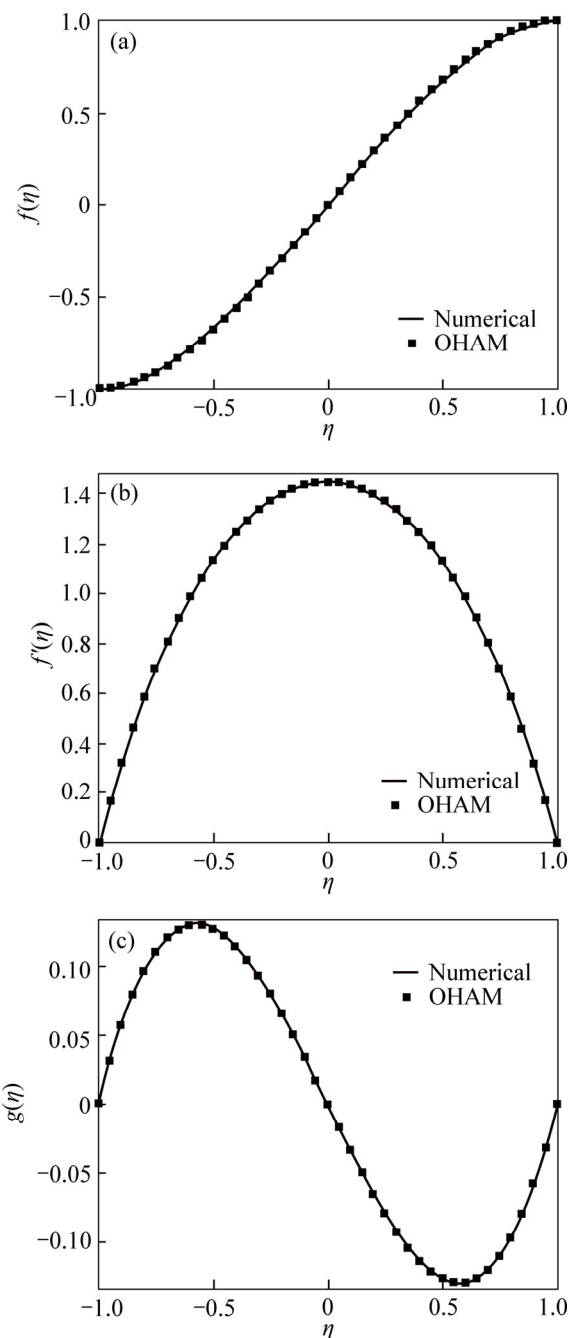 (a)
1.0
0.5
0
−0.5
−1.0
f(η)
Numerical
OHAM
−0.5 0 0.5 1.0
η
(b)
1.4
1.2
1.0
0.8
0.6
0.4
0.2
0
f′(η)
Numerical
OHAM
−1.0 −0.5 0 0.5 1.0
η
(c)
0.10
0.05
0
−0.05
−0.10
g(η)
Numerical
OHAM
−1.0 −0.5 0 0.5 1.0
η